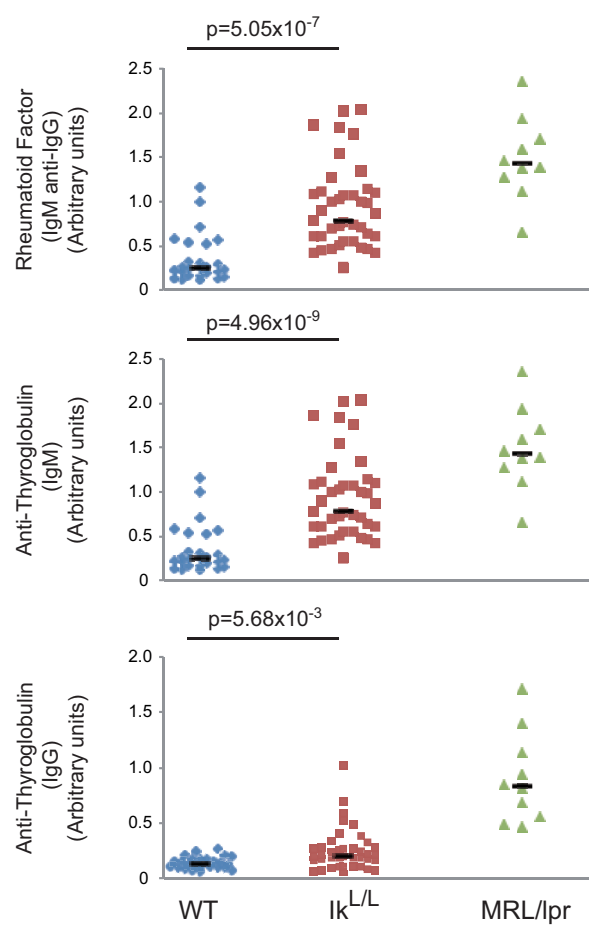 p=5.05x10⁻⁷
Rheumatoid Factor
(IgM anti-IgG)
(Arbitrary units)
2.5
2.0
1.5
1.0
0.5
0
p=4.96x10⁻⁹
Anti-Thyroglobulin
(IgM)
(Arbitrary units)
2.5
2.0
1.5
1.0
0.5
0
p=5.68x10⁻³
Anti-Thyroglobulin
(IgG)
(Arbitrary units)
2.0
1.5
1.0
0.5
0
WT Ik^L/L MRL/lpr